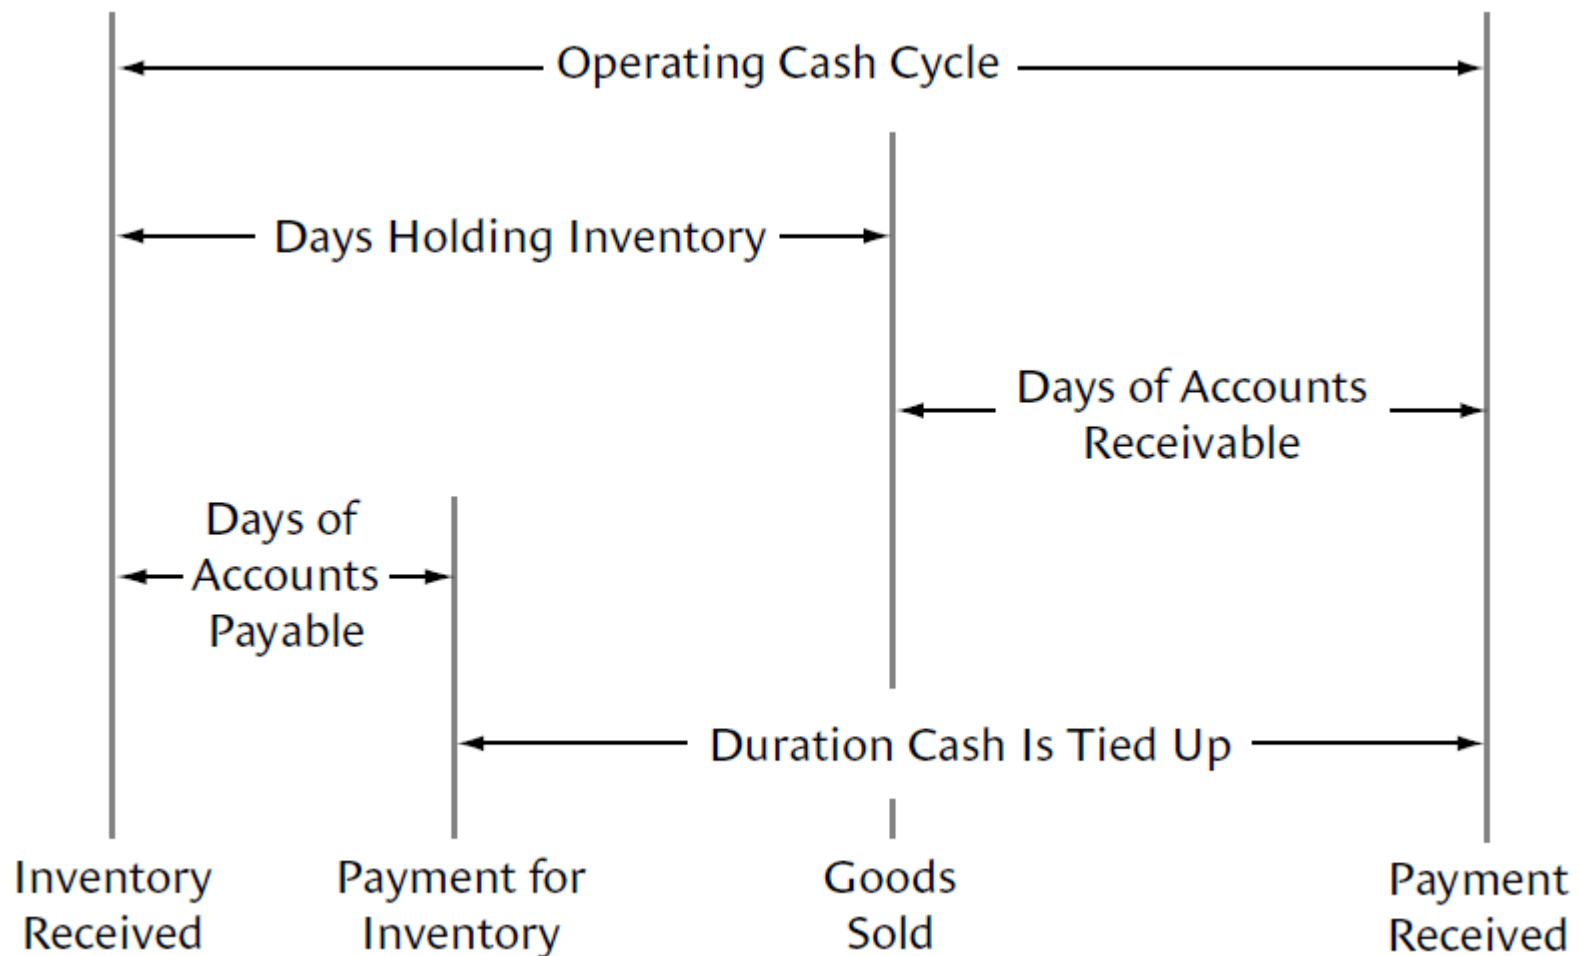 Operating Cash Cycle
Days Holding Inventory
Days of Accounts
Receivable
Days of
Accounts
Payable
Duration Cash Is Tied Up
Inventory
Received
Payment for
Inventory
Goods
Sold
Payment
Received